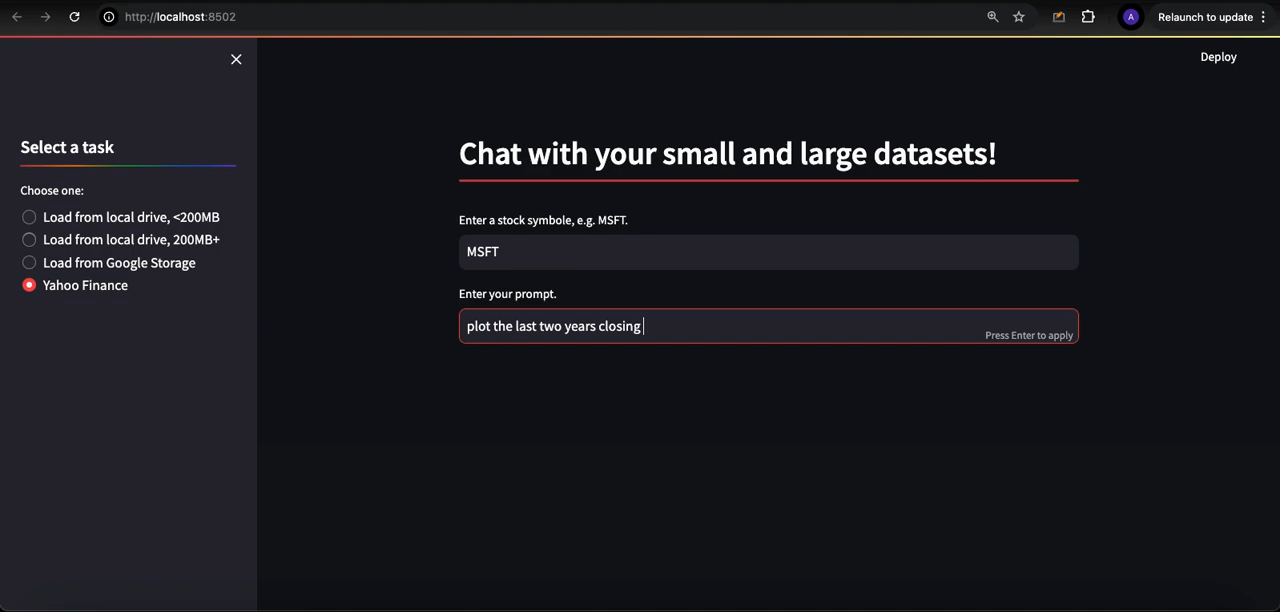 http://localhost:8502
A
Relaunch to update
Deploy
Select a task
Choose one:
Load from local drive, <200MB
Load from local drive, 200MB+
Load from Google Storage
Yahoo Finance
Chat with your small and large datasets!
Enter a stock symbole, e.g. MSFT.
MSFT
Enter your prompt.
plot the last two years closing
Press Enter to apply